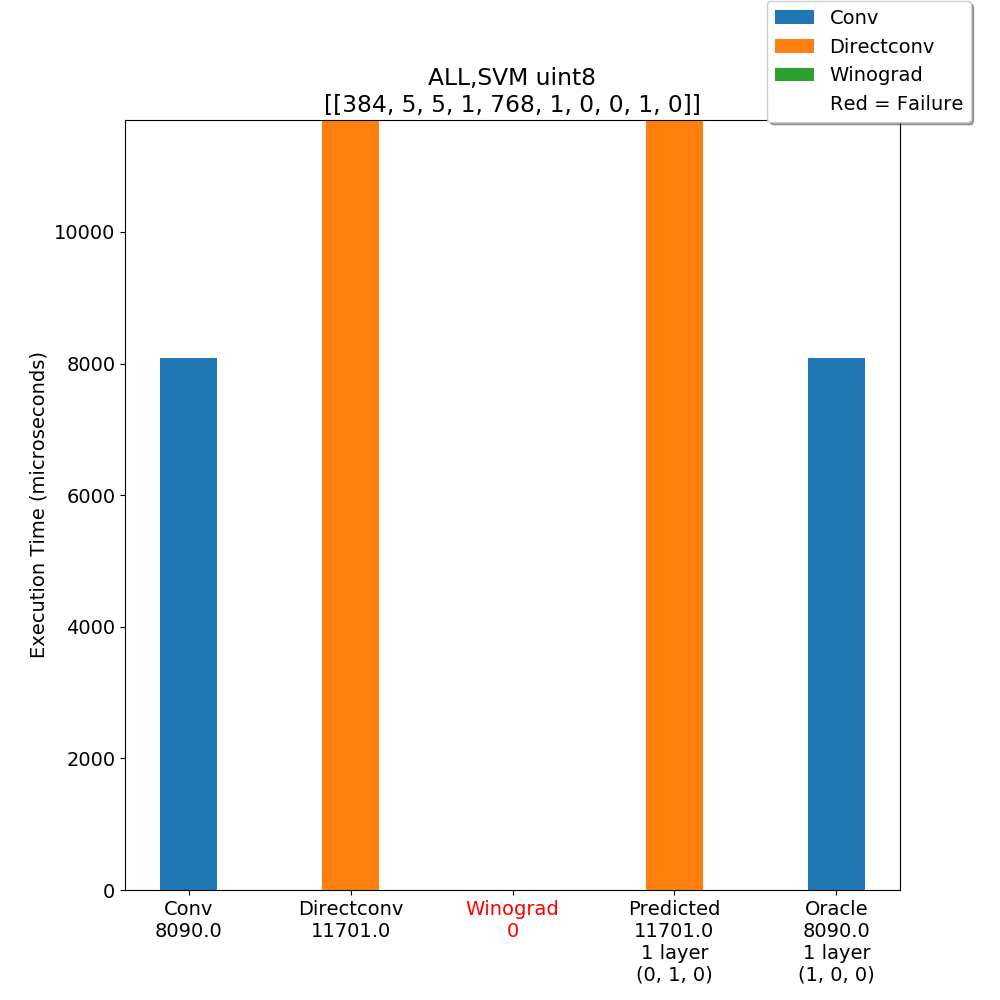 Conv
Directconv
Winograd
Red = Failure
ALL,SVM uint8
[[384, 5, 5, 1, 768, 1, 0, 0, 1, 0]]
Execution Time (microseconds)
10000
8000
6000
4000
2000
0
Conv
8090.0
Directconv
11701.0
Winograd
0
Predicted
11701.0
1 layer
(0, 1, 0)
Oracle
8090.0
1 layer
(1, 0, 0)